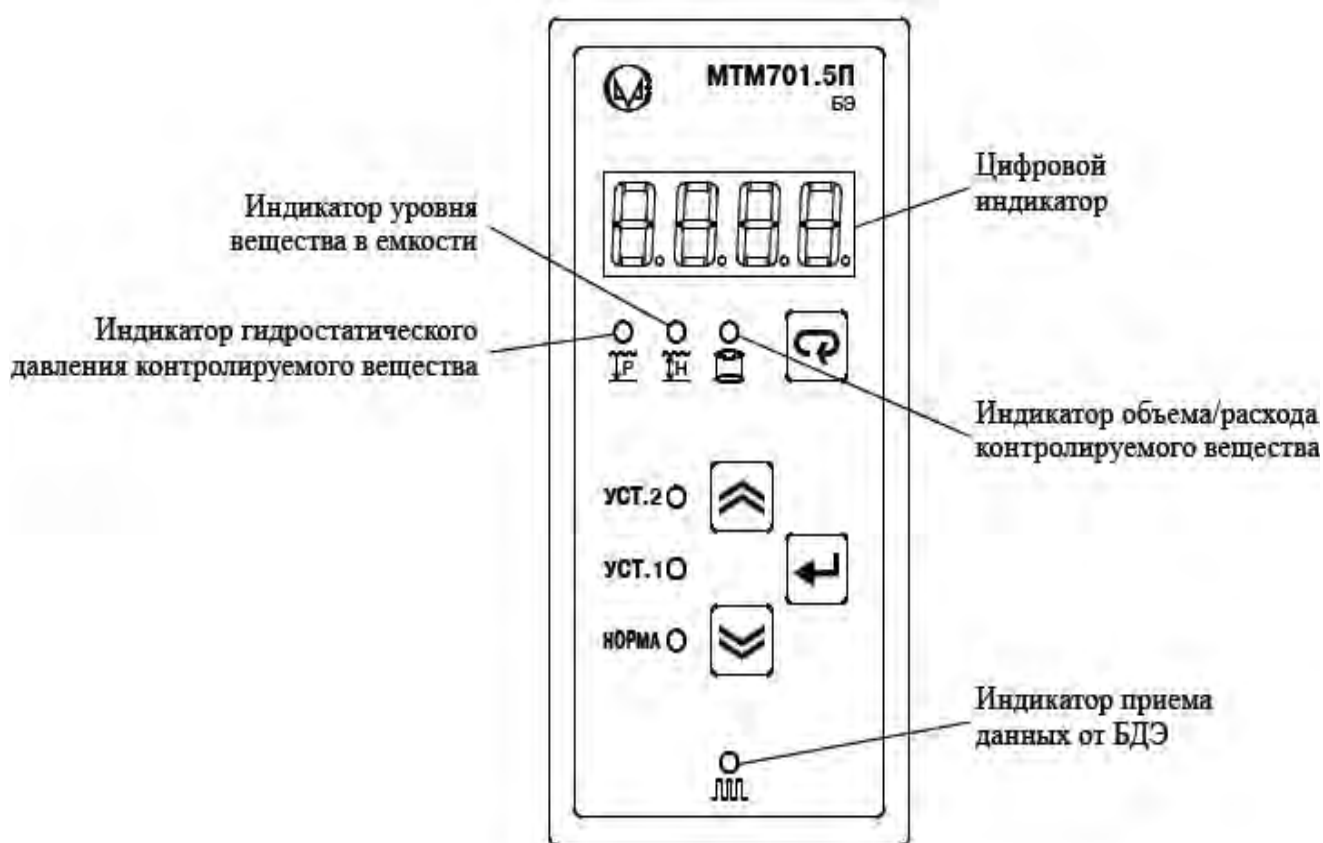 МТМ701.5П
БЭ
Цифровой
индикатор
Индикатор уровня
вещества в емкости
Индикатор гидростатического
давления контролируемого вещества
P
H
Индикатор объема/расхода
контролируемого вещества
УСТ.2
УСТ.1
НОРМА
Индикатор приема
данных от БДЭ